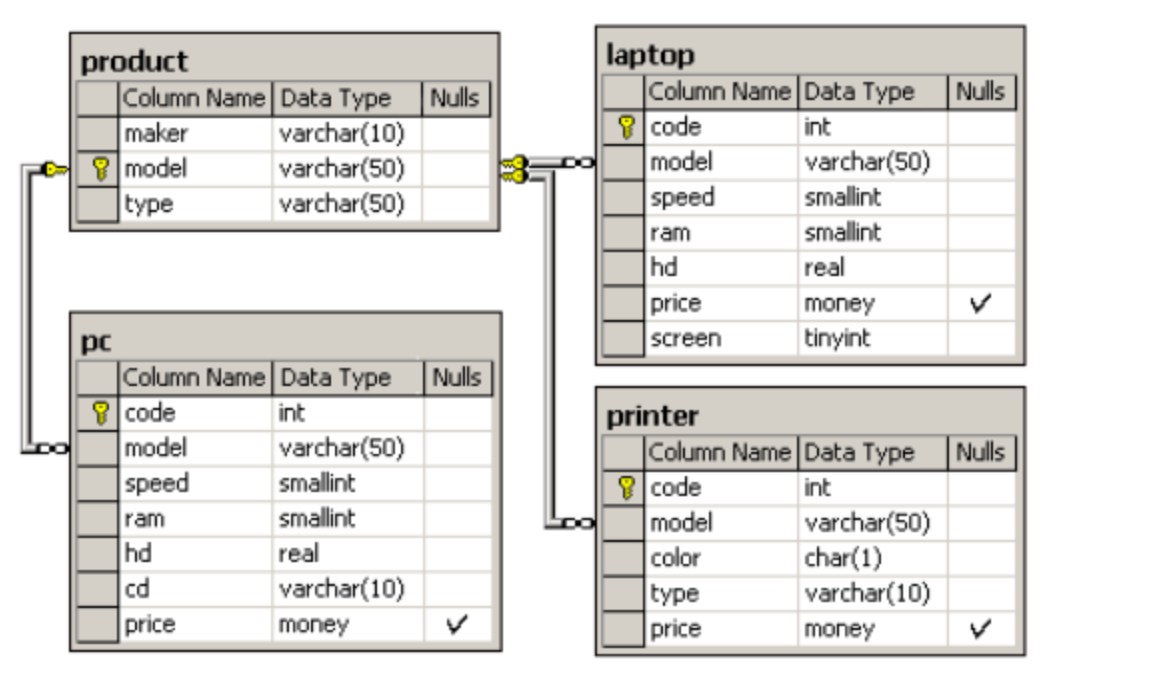 product
Column Name Data Type Nulls
maker varchar(10)
model varchar(50)
type varchar(50)
laptop
Column Name Data Type Nulls
code int
model varchar(50)
speed smallint
ram smallint
hd real
price money ✓
screen tinyint
pc
Column Name Data Type Nulls
code int
model varchar(50)
speed smallint
ram smallint
hd real
cd varchar(10)
price money ✓
printer
Column Name Data Type Nulls
code int
model varchar(50)
color char(1)
type varchar(10)
price money ✓